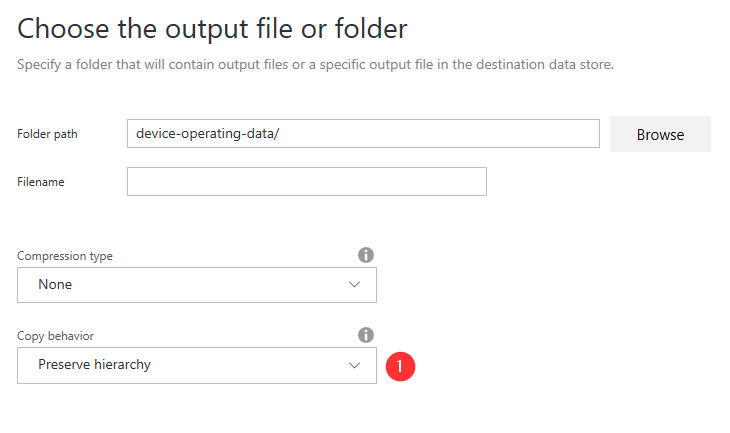 Choose the output file or folder
Specify a folder that will contain output files or a specific output file in the destination data store.
Folder path device-operating-data/ Browse
Filename
Compression type
None
Copy behavior
Preserve hierarchy 1